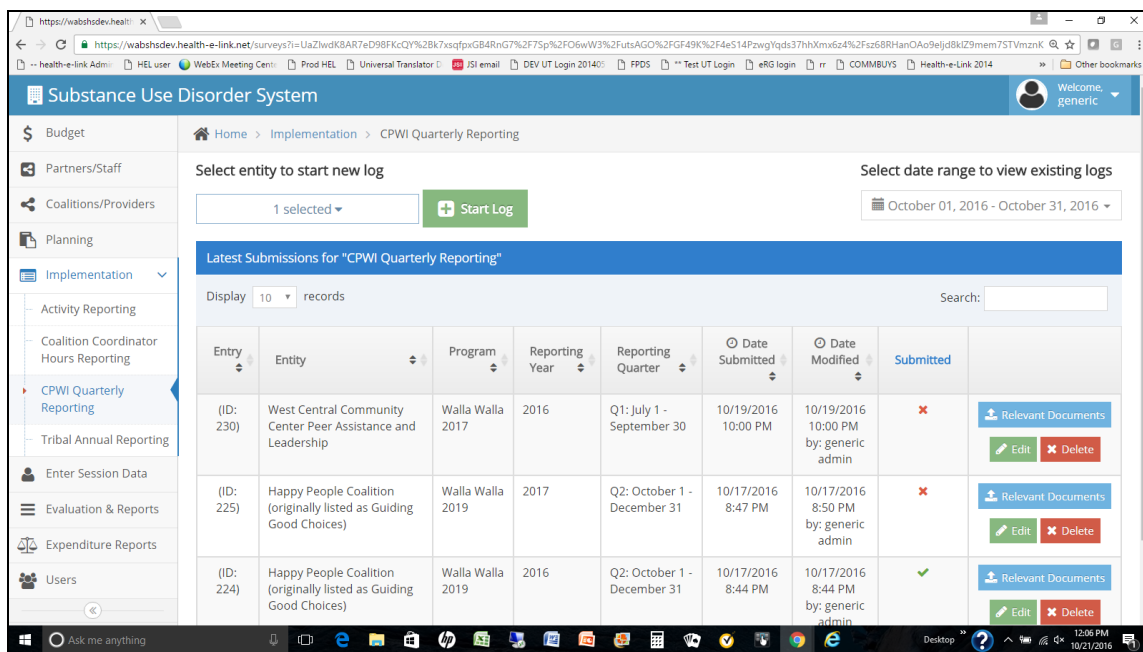 https://wabshsdev.health
https://wabshsdev.health-e-link.net/surveys?i=UaZlwdK8AR7eD98FKcQY%2Bk7xsqfpxGB4RnG7%2F7Sp%2FO6wW3%2FutsAGO%2FGF49K%2F4eS14PzwgYqds37hhXmx6z4%2Fsz68RHanOAo9eljd8klZ9mem7STVmznK
-- health-e-link Admin HEL user WebEx Meeting Cente Prod HEL Universal Translator D JSI email DEV UT Login 201405 FPDS ** Test UT Login eRG login rr COMMBUYS Health-e-Link 2014 » Other bookmarks
Substance Use Disorder System
Welcome,
generic
Budget
Home > Implementation > CPWI Quarterly Reporting
Partners/Staff
Select entity to start new log
Select date range to view existing logs
Coalitions/Providers
1 selected
Start Log
October 01, 2016 - October 31, 2016
Planning
Latest Submissions for "CPWI Quarterly Reporting"
Implementation
Display 10 records
Search:
Activity Reporting
Coalition Coordinator
Hours Reporting
CPWI Quarterly
Reporting
Tribal Annual Reporting
Enter Session Data
Evaluation & Reports
Expenditure Reports
Users
Entry
Entity
Program
Reporting
Year
Reporting
Quarter
Date
Submitted
Date
Modified
Submitted
(ID:
230)
West Central Community
Center Peer Assistance and
Leadership
Walla Walla
2017
2016
Q1: July 1 -
September 30
10/19/2016
10:00 PM
10/19/2016
10:00 PM
by: generic
admin
Relevant Documents
Edit
Delete
(ID:
225)
Happy People Coalition
(originally listed as Guiding
Good Choices)
Walla Walla
2019
2017
Q2: October 1 -
December 31
10/17/2016
8:47 PM
10/17/2016
8:50 PM
by: generic
admin
Relevant Documents
Edit
Delete
(ID:
224)
Happy People Coalition
(originally listed as Guiding
Good Choices)
Walla Walla
2019
2016
Q2: October 1 -
December 31
10/17/2016
8:44 PM
10/17/2016
8:44 PM
by: generic
admin
Relevant Documents
Edit
Delete
Ask me anything
Desktop
12:06 PM
10/21/2016